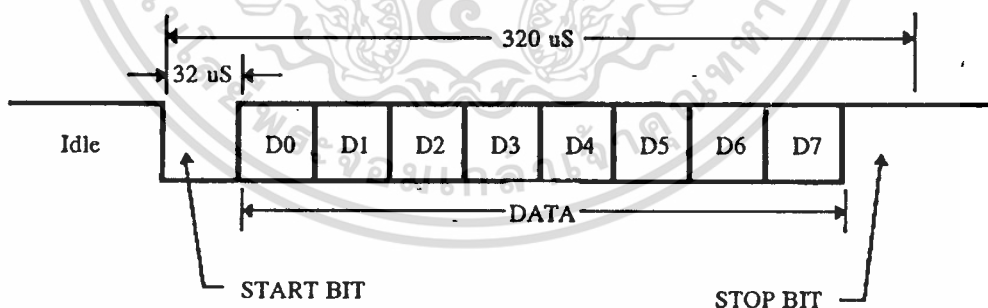 320 uS
32 uS
Idle
D0 D1 D2 D3 D4 D5 D6 D7
DATA
START BIT
STOP BIT